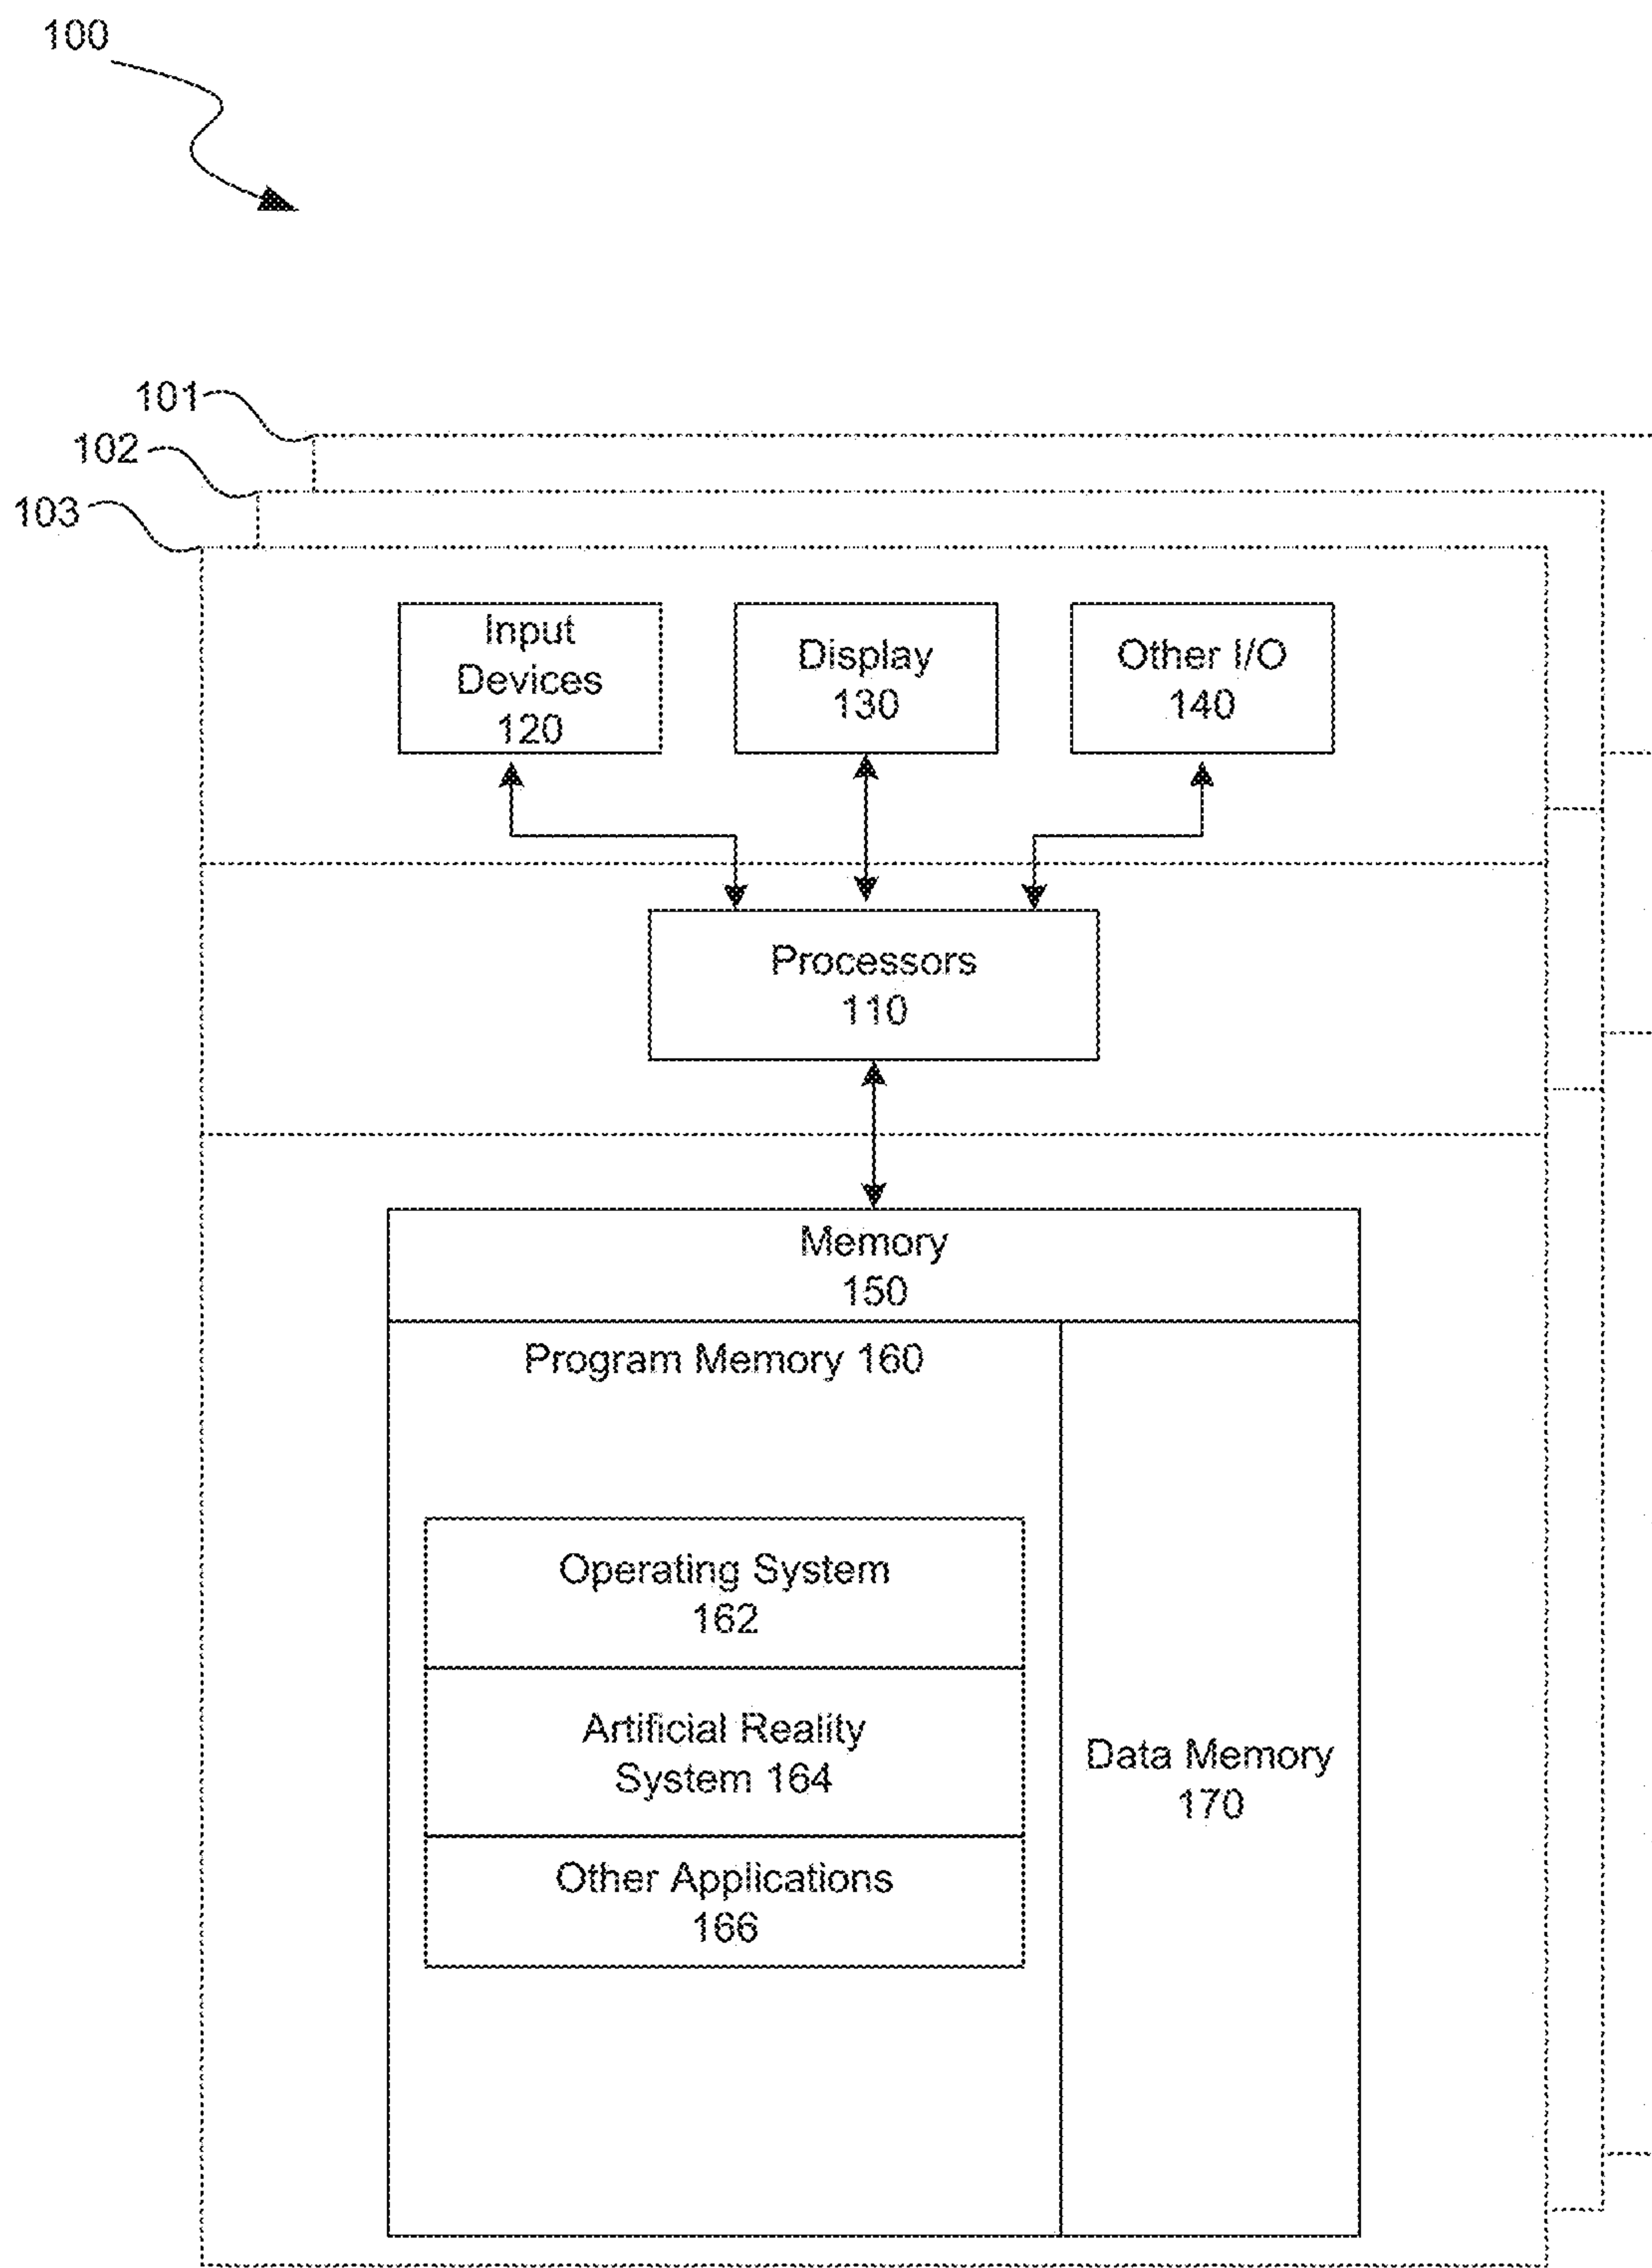 100
101
102
103
Input
Devices
120
Display
130
Other I/O
140
Processors
110
Memory
150
Program Memory 160
Operating System
162
Artificial Reality
System 164
Other Applications
166
Data Memory
170